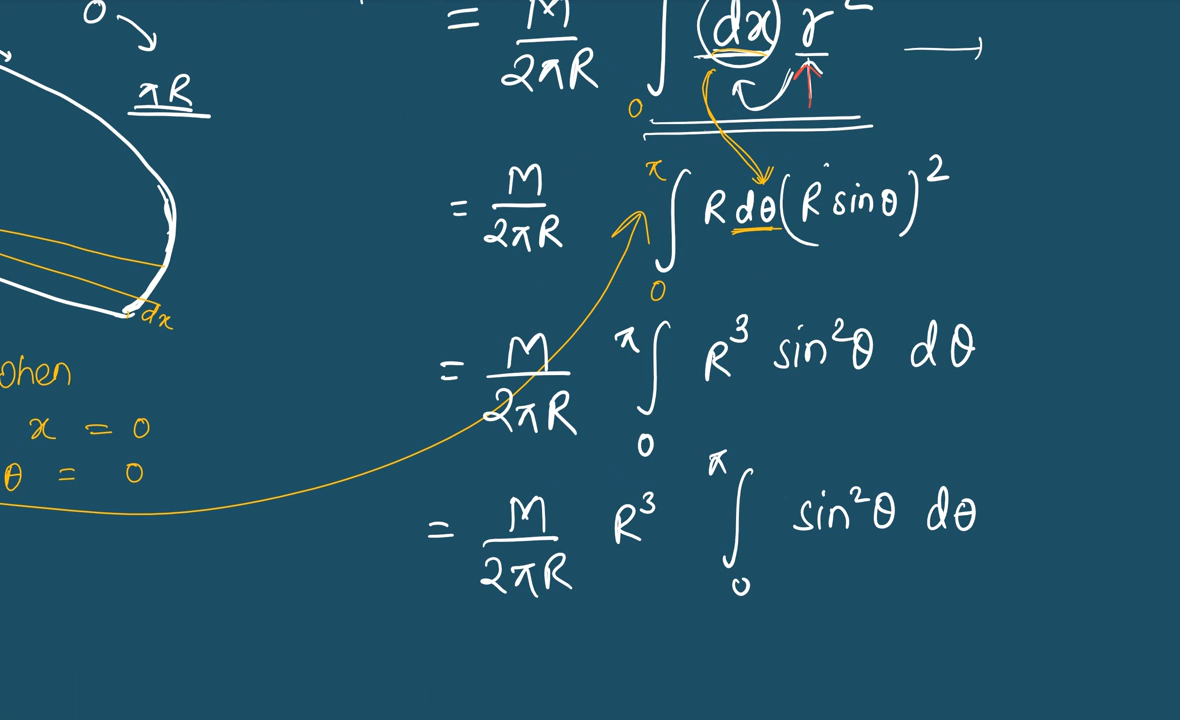 0
πR
= M/2πR ∫₀ dx r²
= M/2πR ∫₀^π R dθ (R sinθ)²
dx
= M/2πR ∫₀^π R³ sin²θ dθ
x = 0
θ = 0
= M/2πR R³ ∫₀^π sin²θ dθ